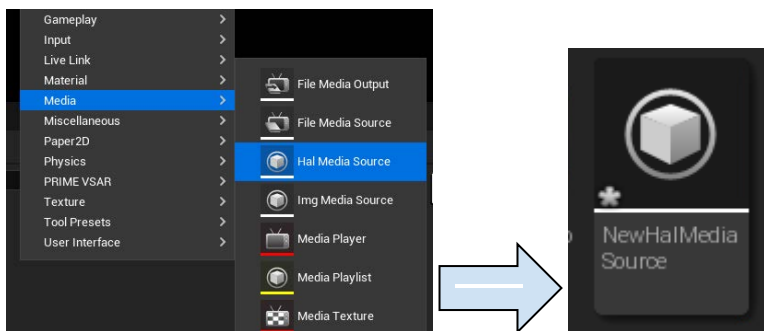 Gameplay
Input
Live Link
Material
Media
Miscellaneous
Paper2D
Physics
PRIME VSAR
Texture
Tool Presets
User Interface
File Media Output
File Media Source
Hal Media Source
Img Media Source
Media Player
Media Playlist
Media Texture
NewHalMedia
Source